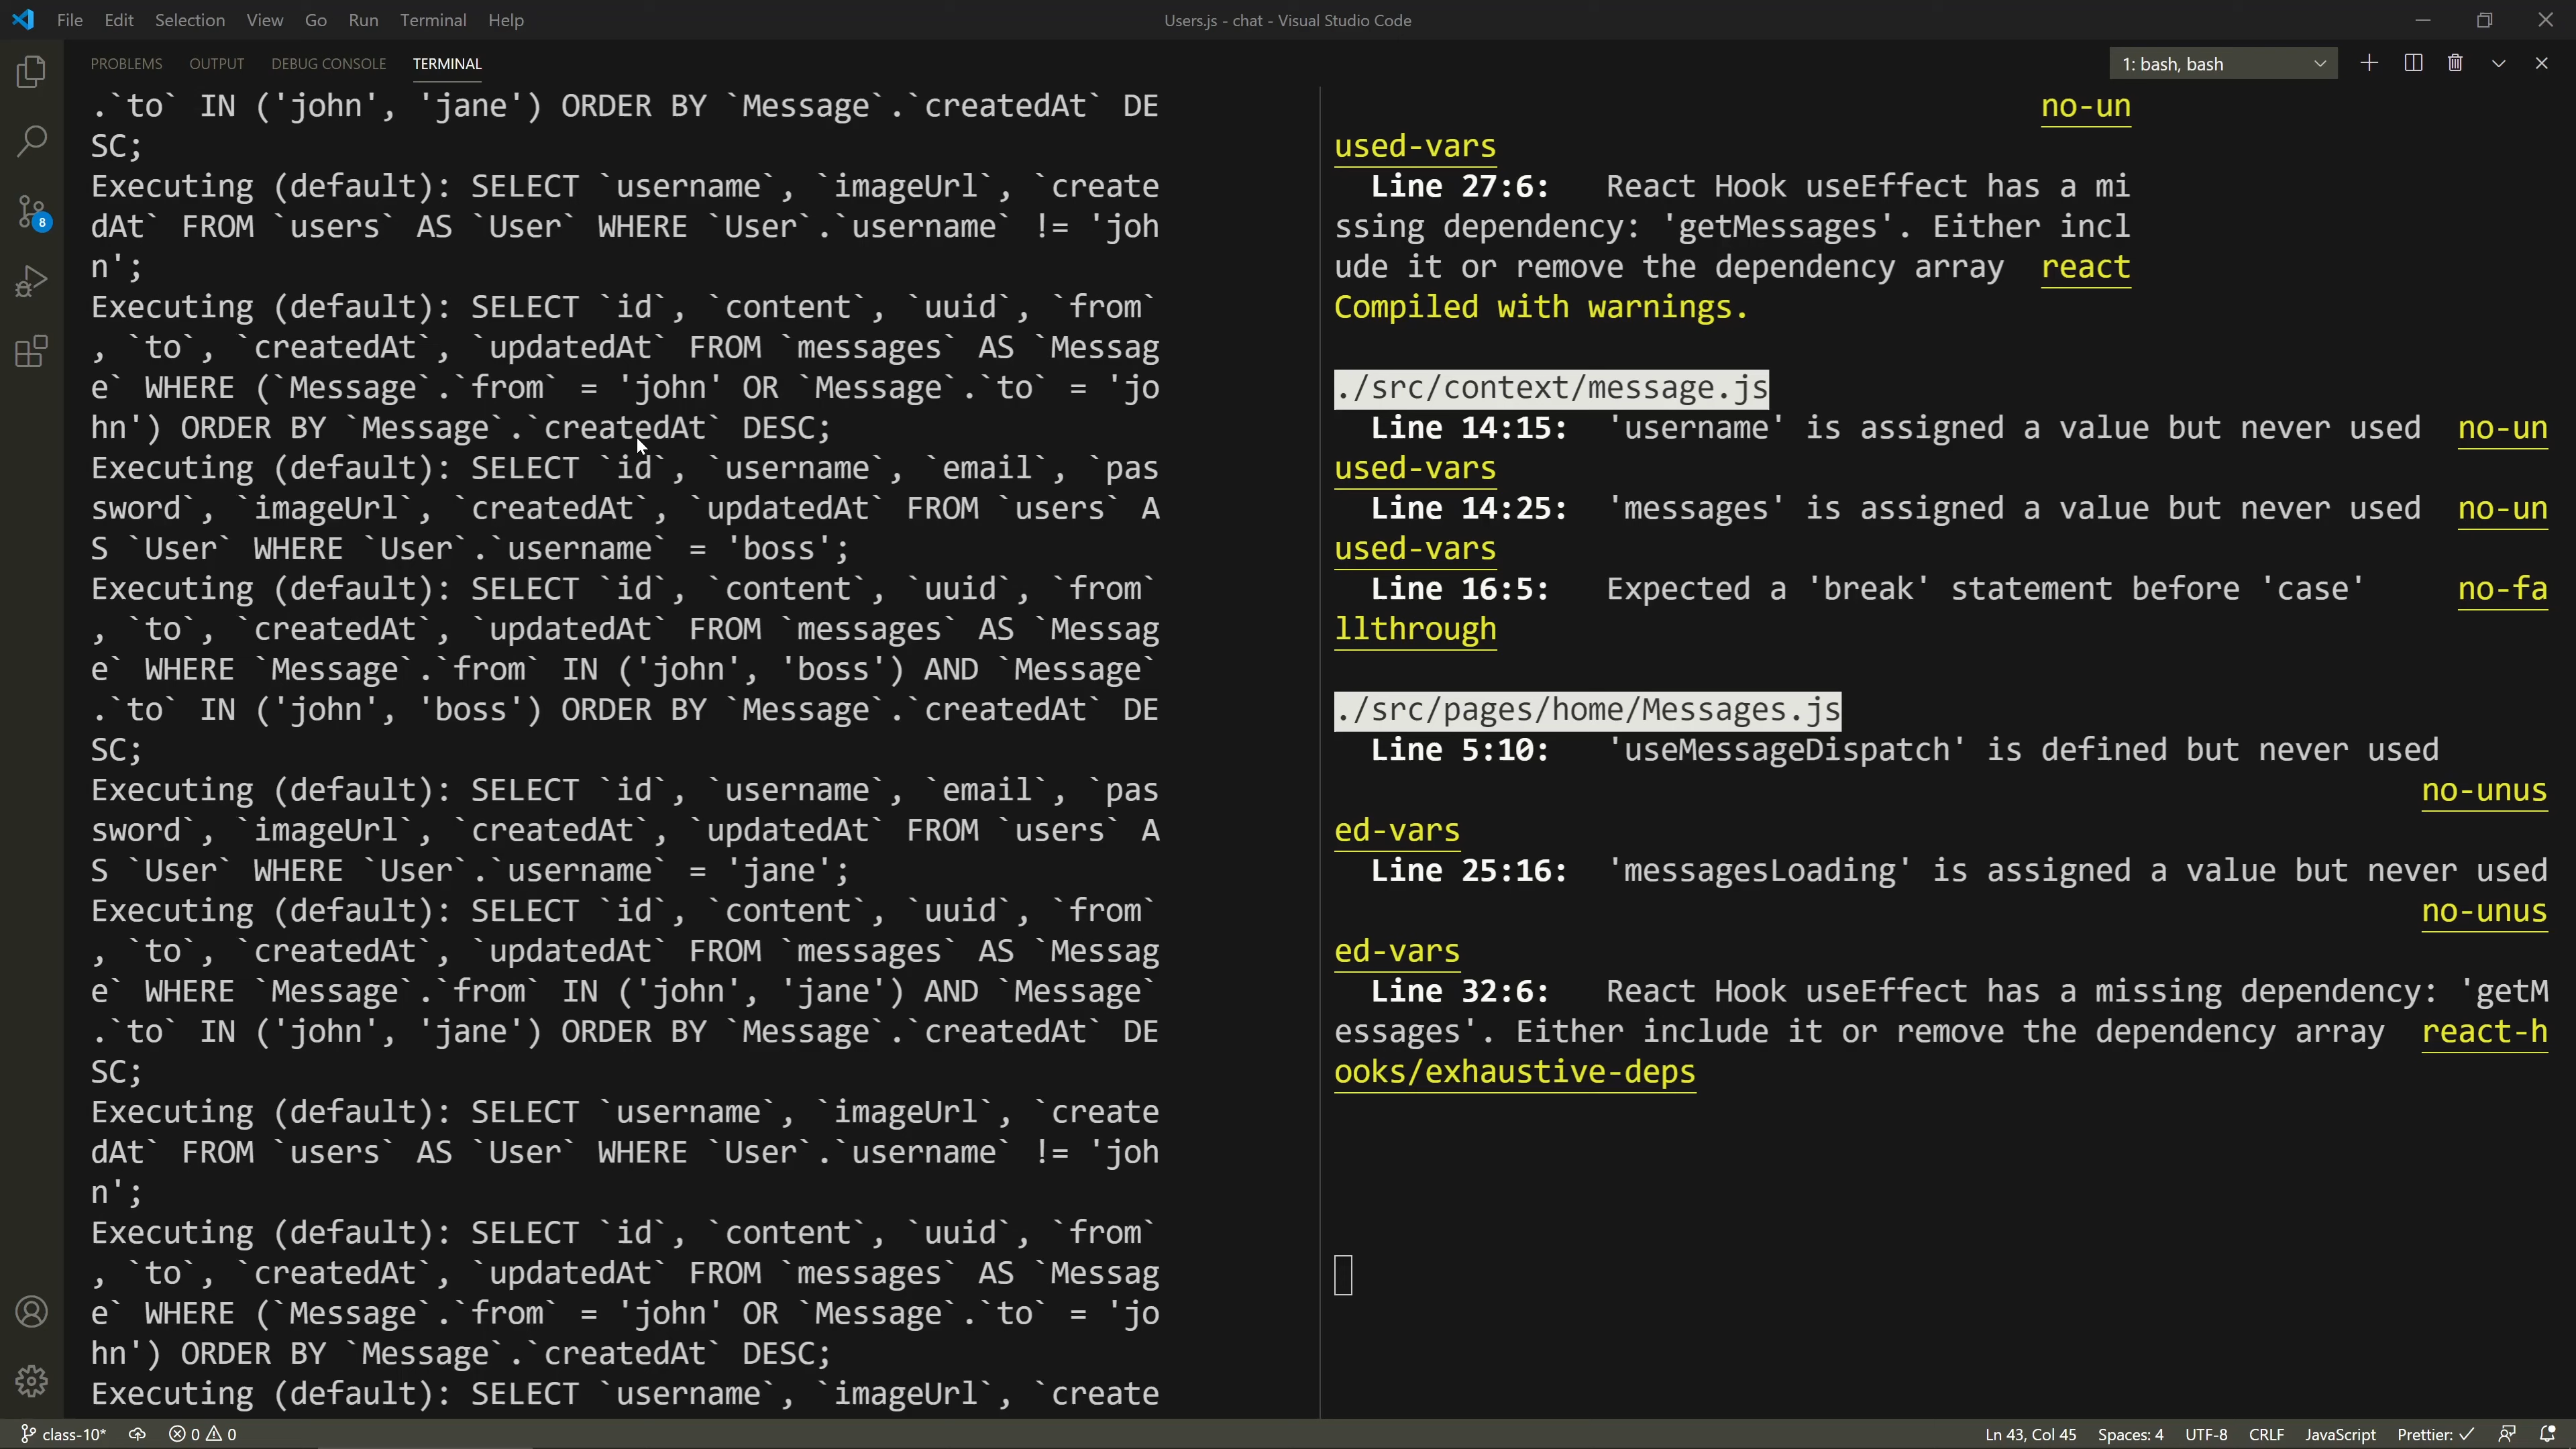 File Edit Selection View Go Run Terminal Help
Users.js - chat - Visual Studio Code
PROBLEMS OUTPUT DEBUG CONSOLE TERMINAL
1: bash, bash
.`to` IN ('john', 'jane') ORDER BY `Message`.`createdAt` DE
SC;
Executing (default): SELECT `username`, `imageUrl`, `create
dAt` FROM `users` AS `User` WHERE `User`.`username` != 'joh
n';
Executing (default): SELECT `id`, `content`, `uuid`, `from`
, `to`, `createdAt`, `updatedAt` FROM `messages` AS `Messag
e` WHERE (`Message`.`from` = 'john' OR `Message`.`to` = 'jo
hn') ORDER BY `Message`.`createdAt` DESC;
Executing (default): SELECT `id`, `username`, `email`, `pas
sword`, `imageUrl`, `createdAt`, `updatedAt` FROM `users` A
S `User` WHERE `User`.`username` = 'boss';
Executing (default): SELECT `id`, `content`, `uuid`, `from`
, `to`, `createdAt`, `updatedAt` FROM `messages` AS `Messag
e` WHERE `Message`.`from` IN ('john', 'boss') AND `Message`
.`to` IN ('john', 'boss') ORDER BY `Message`.`createdAt` DE
SC;
Executing (default): SELECT `id`, `username`, `email`, `pas
sword`, `imageUrl`, `createdAt`, `updatedAt` FROM `users` A
S `User` WHERE `User`.`username` = 'jane';
Executing (default): SELECT `id`, `content`, `uuid`, `from`
, `to`, `createdAt`, `updatedAt` FROM `messages` AS `Messag
e` WHERE `Message`.`from` IN ('john', 'jane') AND `Message`
.`to` IN ('john', 'jane') ORDER BY `Message`.`createdAt` DE
SC;
Executing (default): SELECT `username`, `imageUrl`, `create
dAt` FROM `users` AS `User` WHERE `User`.`username` != 'joh
n';
Executing (default): SELECT `id`, `content`, `uuid`, `from`
, `to`, `createdAt`, `updatedAt` FROM `messages` AS `Messag
e` WHERE (`Message`.`from` = 'john' OR `Message`.`to` = 'jo
hn') ORDER BY `Message`.`createdAt` DESC;
Executing (default): SELECT `username`, `imageUrl`, `create
no-un
used-vars
Line 27:6: React Hook useEffect has a mi
ssing dependency: 'getMessages'. Either incl
ude it or remove the dependency array react
Compiled with warnings.
./src/context/message.js
Line 14:15: 'username' is assigned a value but never used no-un
used-vars
Line 14:25: 'messages' is assigned a value but never used no-un
used-vars
Line 16:5: Expected a 'break' statement before 'case' no-fa
llthrough
./src/pages/home/Messages.js
Line 5:10: 'useMessageDispatch' is defined but never used
no-unus
ed-vars
Line 25:16: 'messagesLoading' is assigned a value but never used
no-unus
ed-vars
Line 32:6: React Hook useEffect has a missing dependency: 'getM
essages'. Either include it or remove the dependency array react-h
ooks/exhaustive-deps
8
class-10* 0 0
Ln 43, Col 45 Spaces: 4 UTF-8 CRLF JavaScript Prettier: ✓